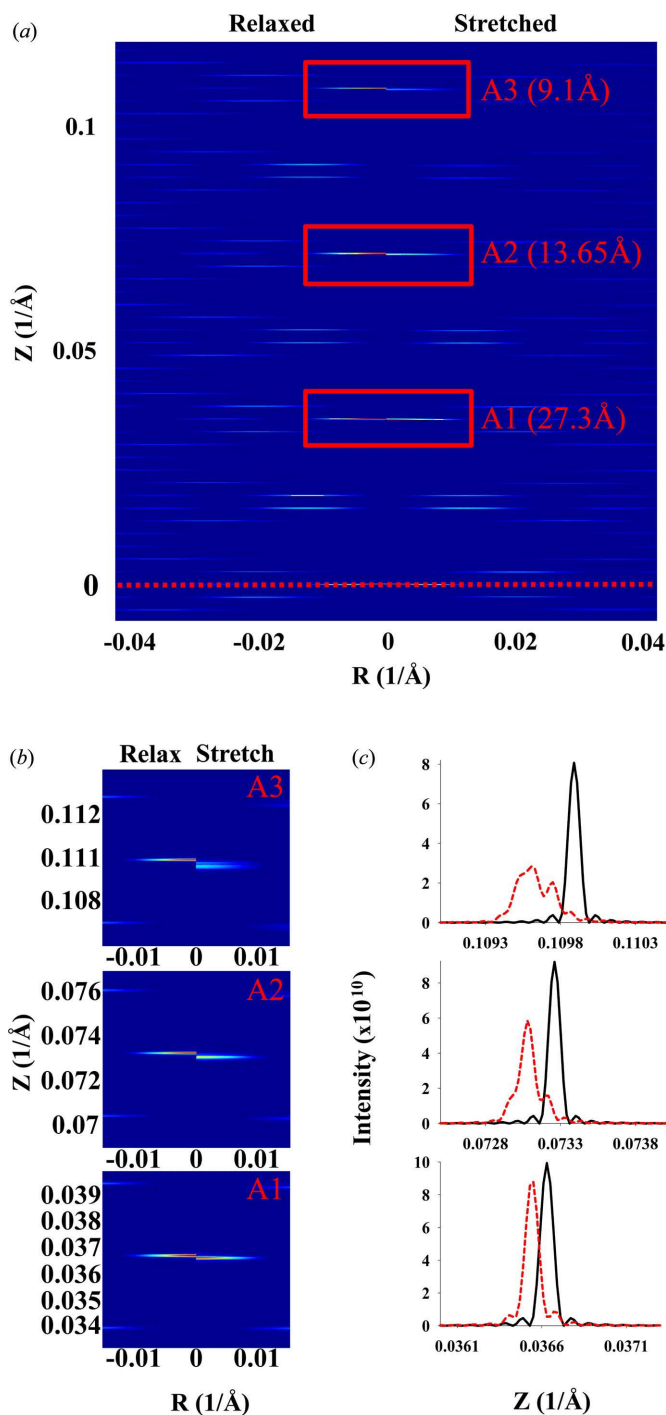 (a)
Relaxed Stretched
A3 (9.1Å)
0.1
A2 (13.65Å)
Z (1/Å)
0.05
A1 (27.3Å)
0
-0.04 -0.02 0 0.02 0.04
R (1/Å)
(b)
Relax Stretch
A3
0.112
0.111
0.108
-0.01 0 0.01
A2
0.076
0.074
0.072
0.07
Z (1/Å)
-0.01 0 0.01
A1
0.039
0.038
0.037
0.036
0.035
0.034
-0.01 0 0.01
R (1/Å)
(c)
8
6
4
2
0
0.1093 0.1098 0.1103
8
6
4
2
0
0.0728 0.0733 0.0738
Intensity (x10¹⁰)
10
8
6
4
2
0
0.0361 0.0366 0.0371
Z (1/Å)